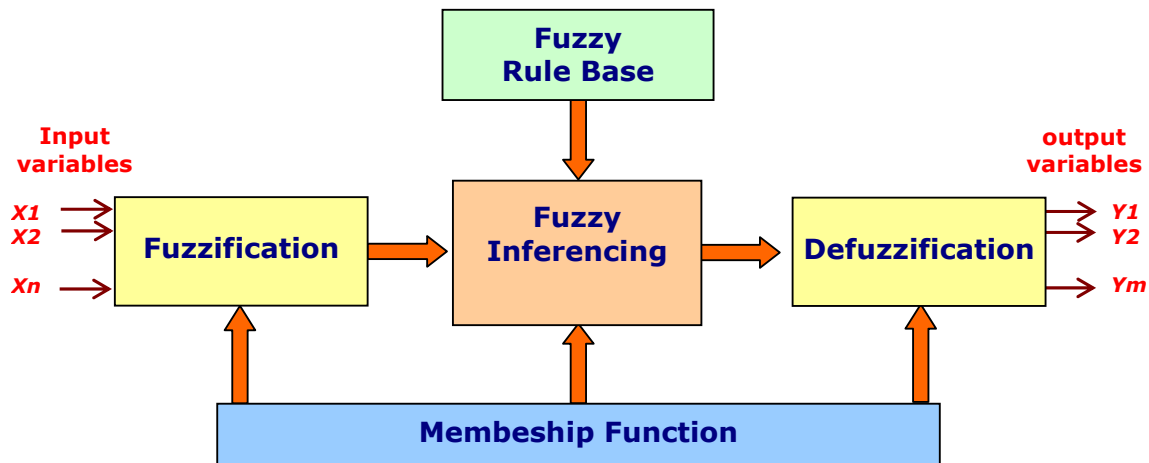 Fuzzy
Rule Base
Input
variables
output
variables
X1
X2
Xn
Fuzzification
Fuzzy
Inferencing
Defuzzification
Y1
Y2
Ym
Membeship Function